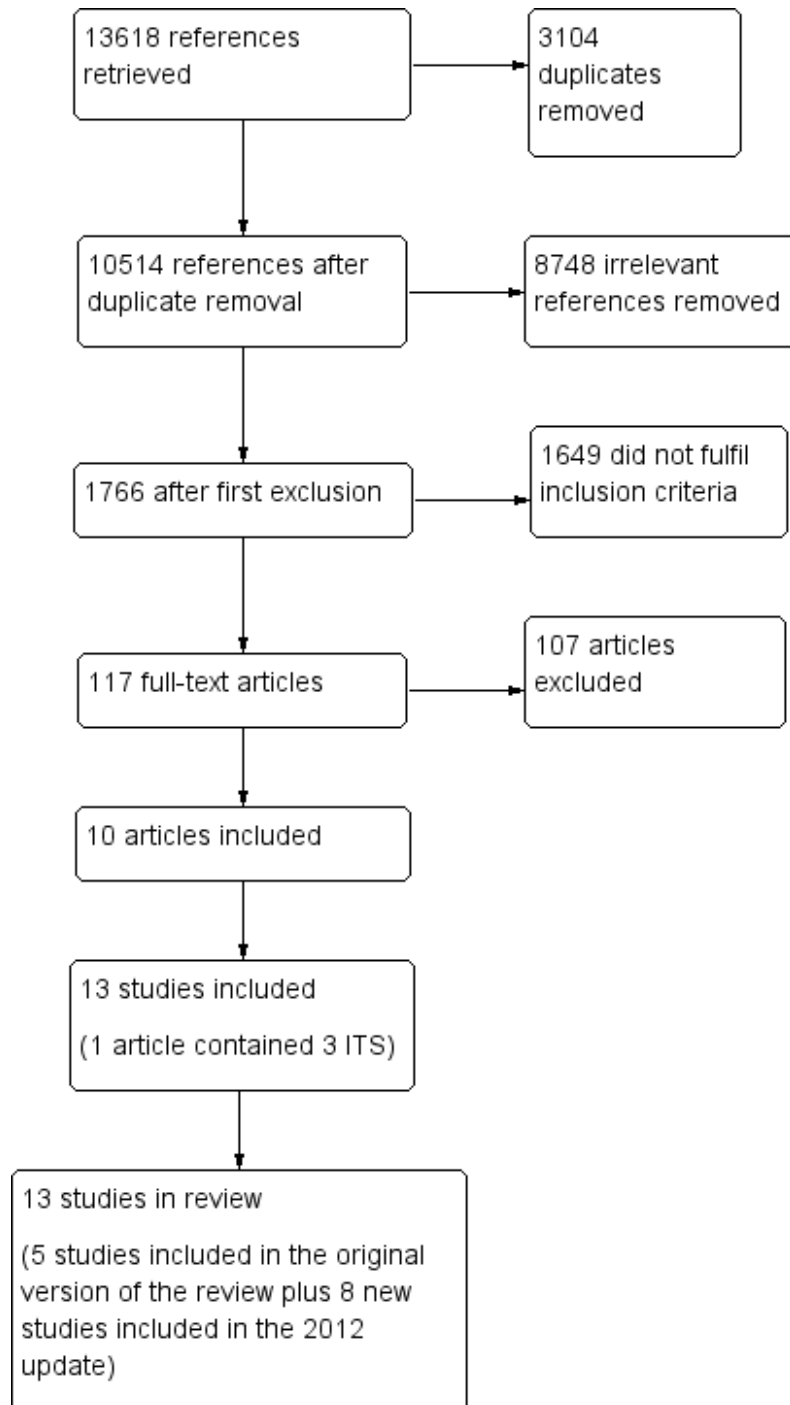 13618 references
retrieved
3104
duplicates
removed
10514 references after
duplicate removal
8748 irrelevant
references removed
1766 after first exclusion
1649 did not fulfil
inclusion criteria
117 full-text articles
107 articles
excluded
10 articles included
13 studies included
(1 article contained 3 ITS)
13 studies in review
(5 studies included in the original
version of the review plus 8 new
studies included in the 2012
update)